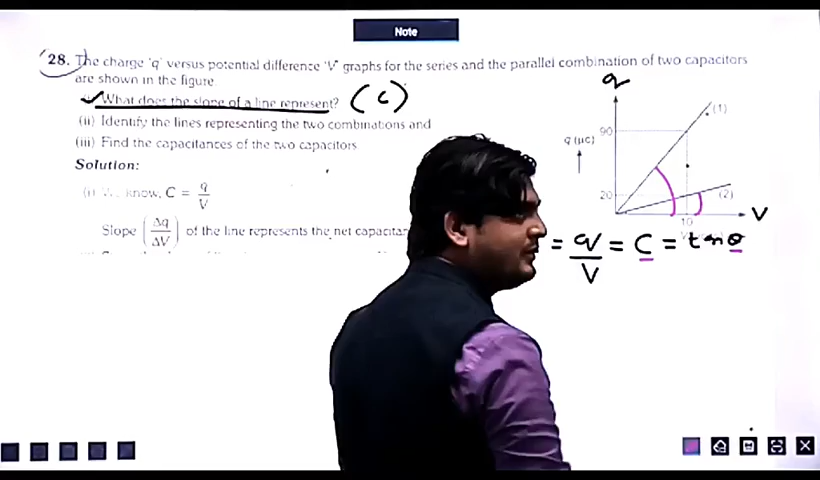 Note
28. The charge 'q' versus potential difference 'V' graphs for the series and the parallel combination of two capacitors
are shown in the figure.
(i) What does the slope of a line represent? (C)
(ii) Identify the lines representing the two combinations and
(iii) Find the capacitances of the two capacitors
Solution:
(i) know, C = q/V
Slope (Δq/ΔV) of the line represents the net
q
(1)
90
q (μc)
20
(2)
10
V
= q/V = C = tanθ